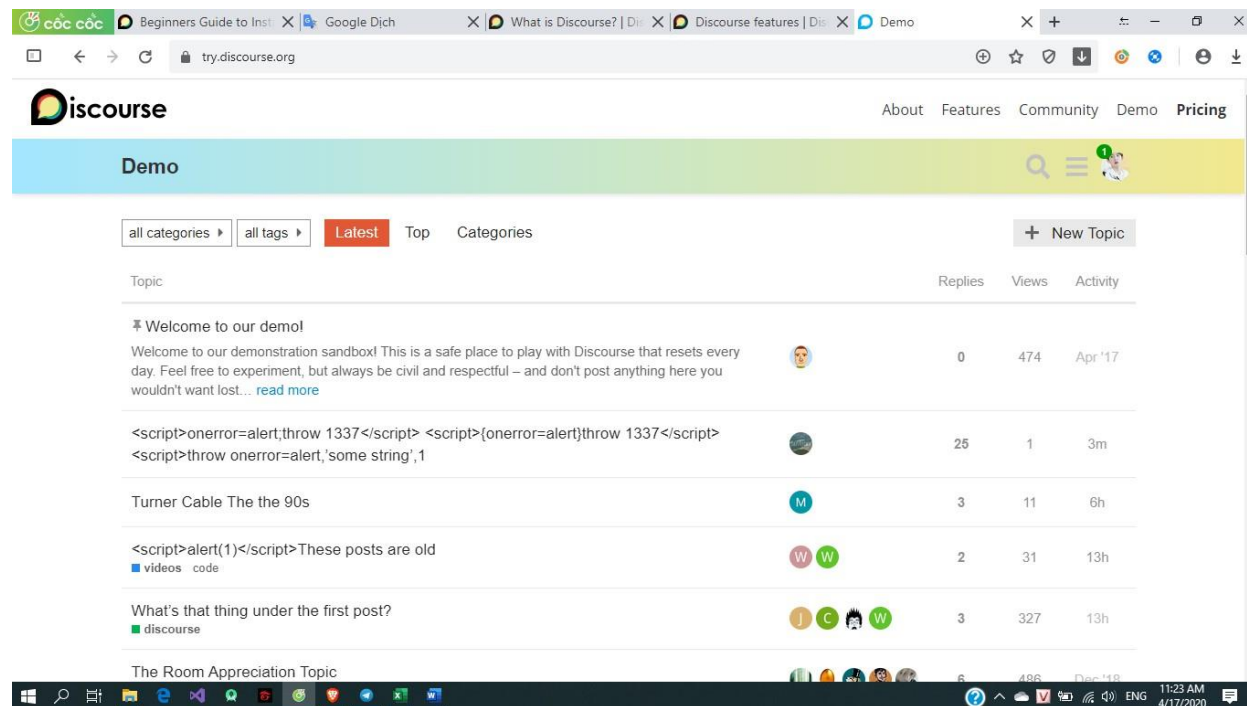 cốc cốc Beginners Guide to Inst Google Dịch What is Discourse? | Dis Discourse features | Dis Demo
try.discourse.org
Discourse About Features Community Demo Pricing
Demo 1
all categories all tags Latest Top Categories + New Topic
Topic Replies Views Activity
Welcome to our demo!
Welcome to our demonstration sandbox! This is a safe place to play with Discourse that resets every
day. Feel free to experiment, but always be civil and respectful – and don't post anything here you
wouldn't want lost… read more
0 474 Apr '17
<script>onerror=alert;throw 1337</script> <script>{onerror=alert}throw 1337</script>
<script>throw onerror=alert,'some string',1
25 1 3m
Turner Cable The the 90s M 3 11 6h
<script>alert(1)</script>These posts are old
videos code
W W 2 31 13h
What's that thing under the first post?
discourse
J C W 3 327 13h
The Room Appreciation Topic 6 486 Dec '18
ENG 11:23 AM
4/17/2020